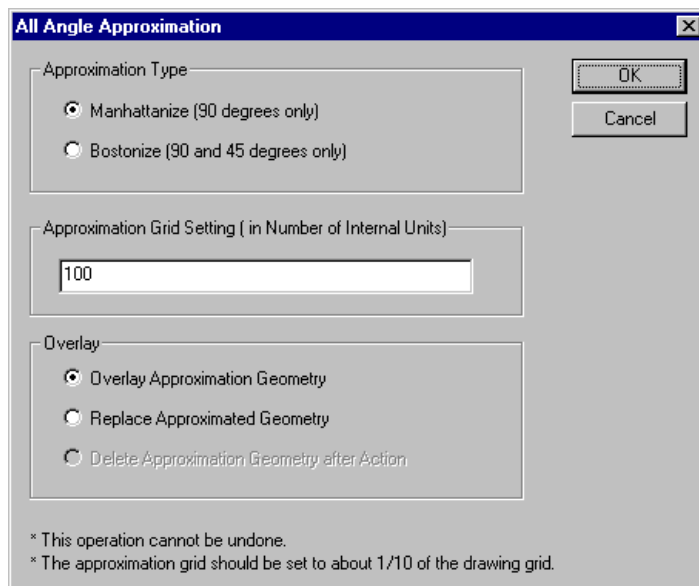 All Angle Approximation
Approximation Type
Manhattanize (90 degrees only)
Bostonize (90 and 45 degrees only)
OK
Cancel
Approximation Grid Setting ( in Number of Internal Units)
100
Overlay
Overlay Approximation Geometry
Replace Approximated Geometry
Delete Approximation Geometry after Action
* This operation cannot be undone.
* The approximation grid should be set to about 1/10 of the drawing grid.